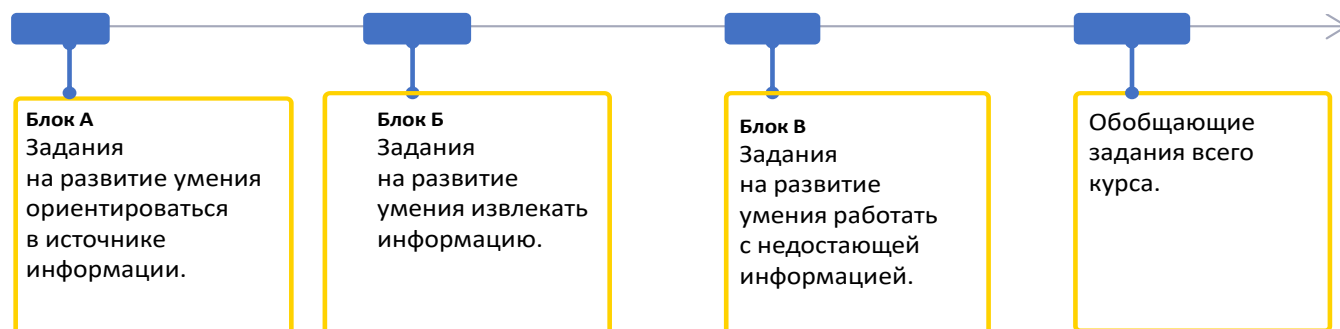 Блок А
Задания
на развитие умения
ориентироваться
в источнике
информации.
Блок Б
Задания
на развитие
умения извлекать
информацию.
Блок В
Задания
на развитие
умения работать
с недостающей
информацией.
Обобщающие
задания всего
курса.